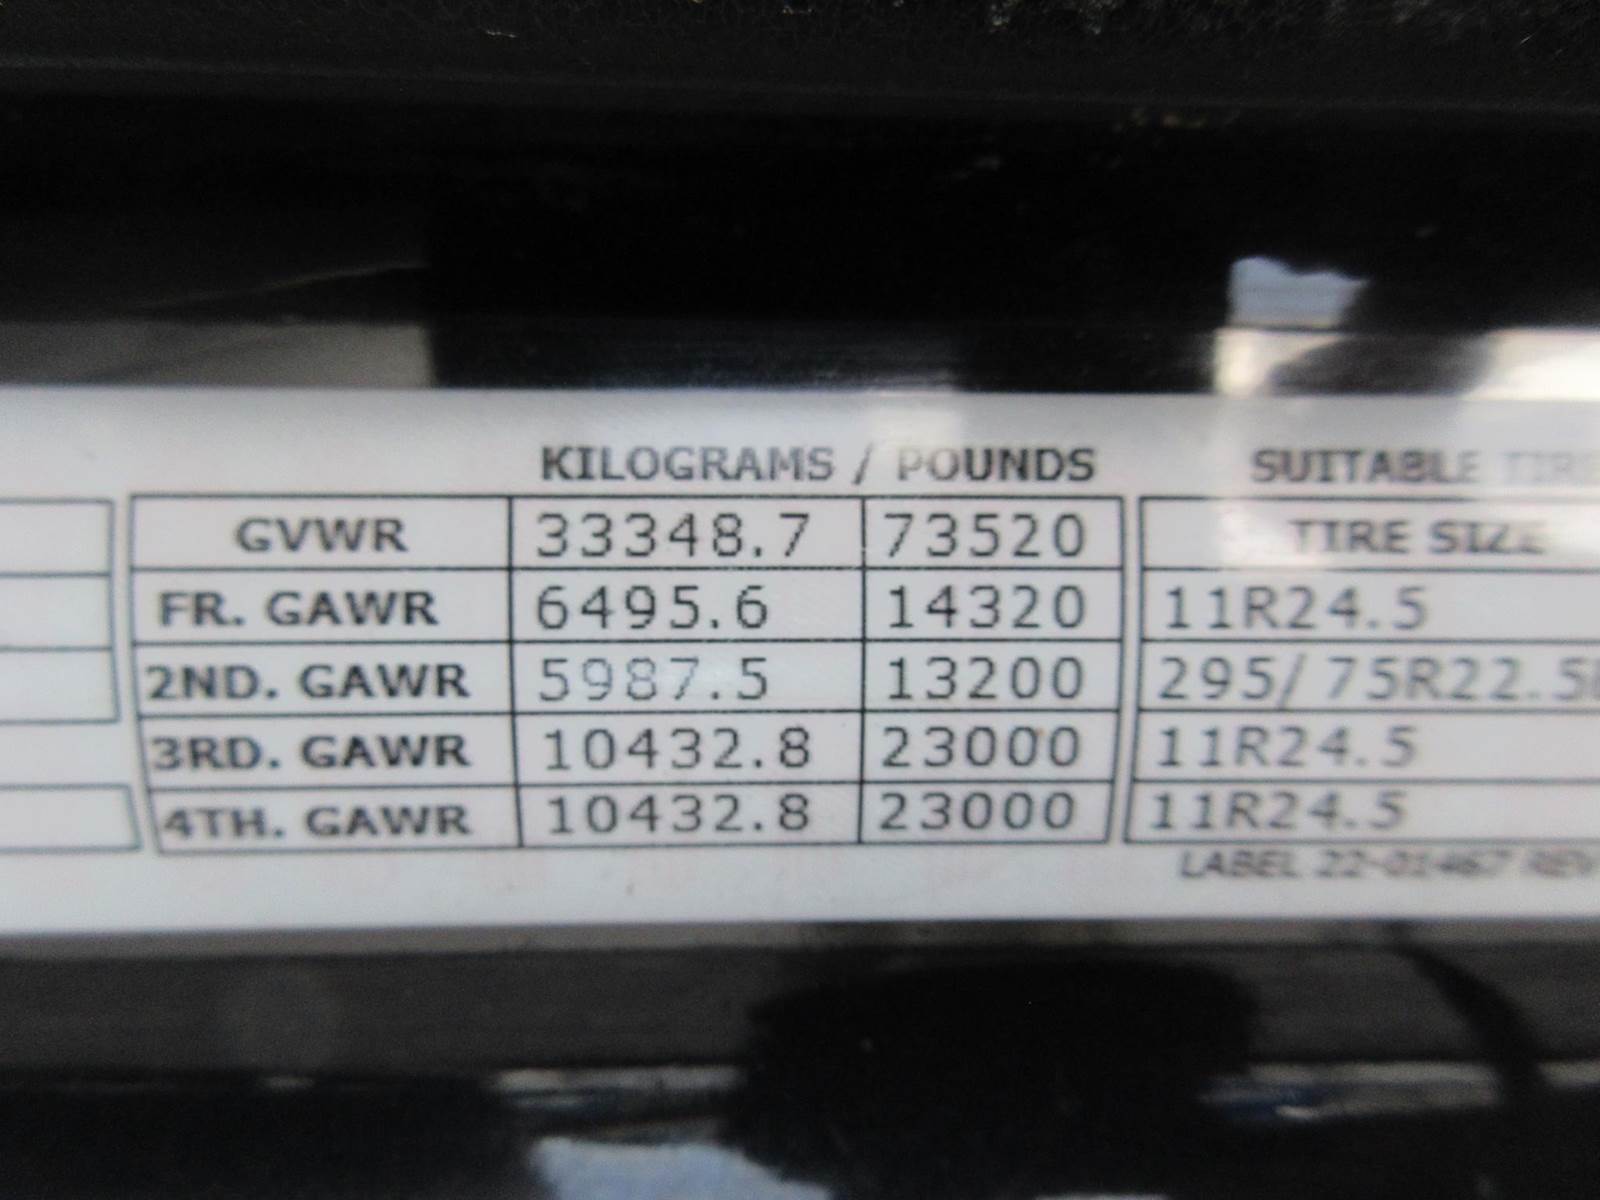 KILOGRAMS / POUNDS SUITABLE TIRE
GVWR 33348.7 73520 TIRE SIZE
FR. GAWR 6495.6 14320 11R24.5
2ND. GAWR 5987.5 13200 295/75R22.5
3RD. GAWR 10432.8 23000 11R24.5
4TH. GAWR 10432.8 23000 11R24.5
LABEL 22-01467 REV